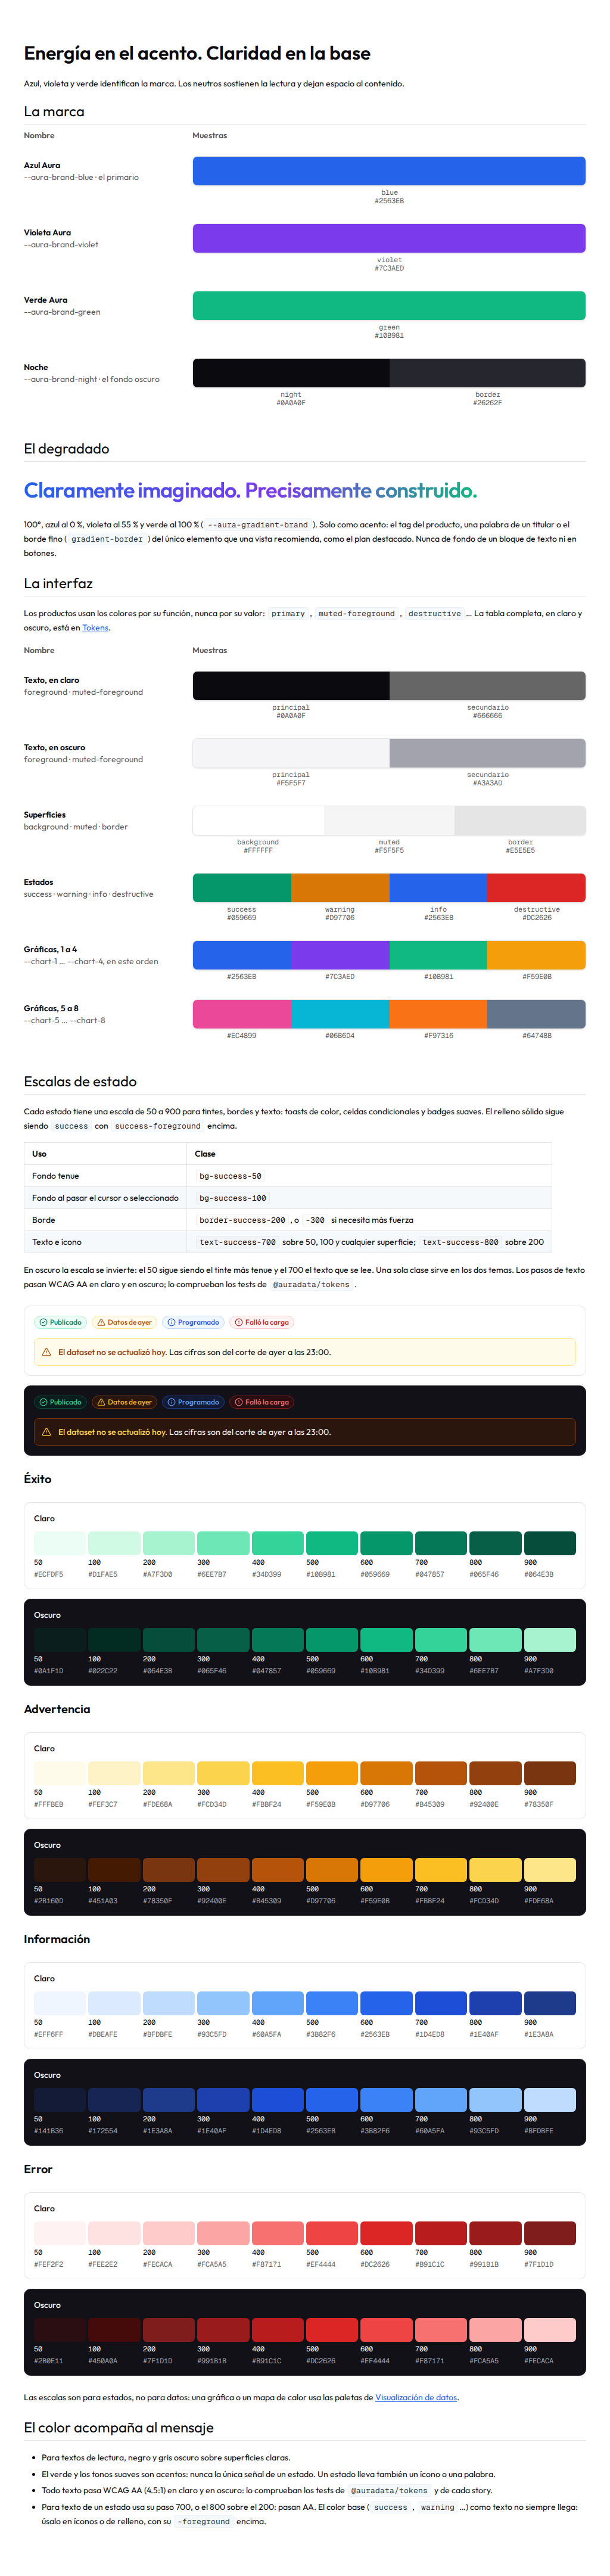 Energía en el acento. Claridad en la base
Azul, violeta y verde identifican la marca. Los neutros sostienen la lectura y dejan espacio al contenido.
La marca
Nombre Muestras
Azul Aura
--aura-brand-blue · el primario
blue
#2563EB
Violeta Aura
--aura-brand-violet
violet
#7C3AED
Verde Aura
--aura-brand-green
green
#10B981
Noche
--aura-brand-night · el fondo oscuro
night border
#0A0A0F #26262F
El degradado
Claramente imaginado. Precisamente construido.
100°, azul al 0 %, violeta al 55 % y verde al 100 % ( --aura-gradient-brand ). Solo como acento: el tag del producto, una palabra de un titular o el
borde fino ( gradient-border ) del único elemento que una vista recomienda, como el plan destacado. Nunca de fondo de un bloque de texto ni en
botones.
La interfaz
Los productos usan los colores por su función, nunca por su valor: primary , muted-foreground , destructive … La tabla completa, en claro y
oscuro, está en Tokens.
Nombre Muestras
Texto, en claro
foreground · muted-foreground
principal secundario
#0A0A0F #666666
Texto, en oscuro
foreground · muted-foreground
principal secundario
#F5F5F7 #A3A3AD
Superficies
background · muted · border
background muted border
#FFFFFF #F5F5F5 #E5E5E5
Estados
success · warning · info · destructive
success warning info destructive
#059669 #D97706 #2563EB #DC2626
Gráficas, 1 a 4
--chart-1 … --chart-4, en este orden
#2563EB #7C3AED #10B981 #F59E0B
Gráficas, 5 a 8
--chart-5 … --chart-8
#EC4899 #06B6D4 #F97316 #64748B
Escalas de estado
Cada estado tiene una escala de 50 a 900 para tintes, bordes y texto: toasts de color, celdas condicionales y badges suaves. El relleno sólido sigue
siendo success con success-foreground encima.
Uso Clase
Fondo tenue bg-success-50
Fondo al pasar el cursor o seleccionado bg-success-100
Borde border-success-200 , o -300 si necesita más fuerza
Texto e ícono text-success-700 sobre 50, 100 y cualquier superficie; text-success-800 sobre 200
En oscuro la escala se invierte: el 50 sigue siendo el tinte más tenue y el 700 el texto que se lee. Una sola clase sirve en los dos temas. Los pasos de texto
pasan WCAG AA en claro y en oscuro; lo comprueban los tests de @auradata/tokens .
Publicado Datos de ayer Programado Falló la carga
El dataset no se actualizó hoy. Las cifras son del corte de ayer a las 23:00.
Publicado Datos de ayer Programado Falló la carga
El dataset no se actualizó hoy. Las cifras son del corte de ayer a las 23:00.
Éxito
Claro
50 100 200 300 400 500 600 700 800 900
#ECFDF5 #D1FAE5 #A7F3D0 #6EE7B7 #34D399 #10B981 #059669 #047857 #065F46 #064E3B
Oscuro
50 100 200 300 400 500 600 700 800 900
#0A1F1D #022C22 #064E3B #065F46 #047857 #059669 #10B981 #34D399 #6EE7B7 #A7F3D0
Advertencia
Claro
50 100 200 300 400 500 600 700 800 900
#FFFBEB #FEF3C7 #FDE68A #FCD34D #FBBF24 #F59E0B #D97706 #B45309 #92400E #78350F
Oscuro
50 100 200 300 400 500 600 700 800 900
#2B160D #451A03 #78350F #92400E #B45309 #D97706 #F59E0B #FBBF24 #FCD34D #FDE68A
Información
Claro
50 100 200 300 400 500 600 700 800 900
#EFF6FF #DBEAFE #BFDBFE #93C5FD #60A5FA #3B82F6 #2563EB #1D4ED8 #1E40AF #1E3A8A
Oscuro
50 100 200 300 400 500 600 700 800 900
#141B36 #172554 #1E3A8A #1E40AF #1D4ED8 #2563EB #3B82F6 #60A5FA #93C5FD #BFDBFE
Error
Claro
50 100 200 300 400 500 600 700 800 900
#FEF2F2 #FEE2E2 #FECACA #FCA5A5 #F87171 #EF4444 #DC2626 #B91C1C #991B1B #7F1D1D
Oscuro
50 100 200 300 400 500 600 700 800 900
#2B0E11 #450A0A #7F1D1D #991B1B #B91C1C #DC2626 #EF4444 #F87171 #FCA5A5 #FECACA
Las escalas son para estados, no para datos: una gráfica o un mapa de calor usa las paletas de Visualización de datos.
El color acompaña al mensaje
• Para textos de lectura, negro y gris oscuro sobre superficies claras.
• El verde y los tonos suaves son acentos: nunca la única señal de un estado. Un estado lleva también un ícono o una palabra.
• Todo texto pasa WCAG AA (4.5:1) en claro y en oscuro: lo comprueban los tests de @auradata/tokens y de cada story.
• Para texto de un estado usa su paso 700, o el 800 sobre el 200: pasan AA. El color base ( success , warning …) como texto no siempre llega:
úsalo en íconos o de relleno, con su -foreground encima.